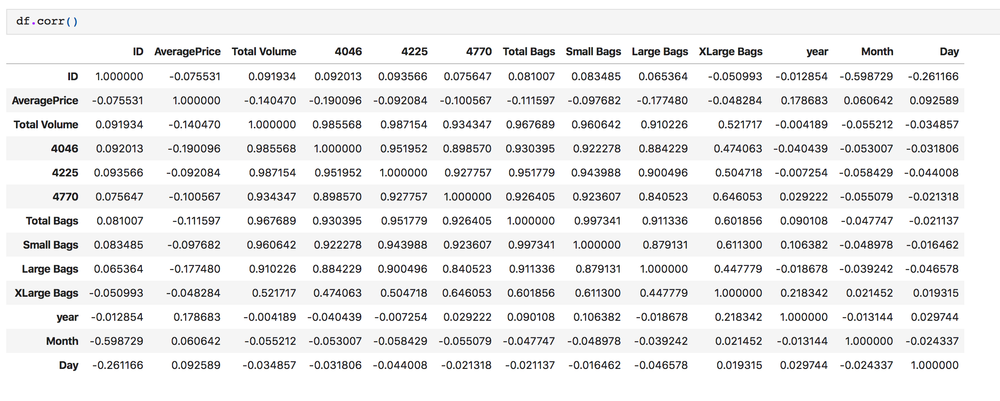 df.corr()
ID AveragePrice Total Volume 4046 4225 4770 Total Bags Small Bags Large Bags XLarge Bags year Month Day
ID 1.000000 -0.075531 0.091934 0.092013 0.093566 0.075647 0.081007 0.083485 0.065364 -0.050993 -0.012854 -0.598729 -0.261166
AveragePrice -0.075531 1.000000 -0.140470 -0.190096 -0.092084 -0.100567 -0.111597 -0.097682 -0.177480 -0.048284 0.178683 0.060642 0.092589
Total Volume 0.091934 -0.140470 1.000000 0.985568 0.987154 0.934347 0.967689 0.960642 0.910226 0.521717 -0.004189 -0.055212 -0.034857
4046 0.092013 -0.190096 0.985568 1.000000 0.951952 0.898570 0.930395 0.922278 0.884229 0.474063 -0.040439 -0.053007 -0.031806
4225 0.093566 -0.092084 0.987154 0.951952 1.000000 0.927757 0.951779 0.943988 0.900496 0.504718 -0.007254 -0.058429 -0.044008
4770 0.075647 -0.100567 0.934347 0.898570 0.927757 1.000000 0.926405 0.923607 0.840523 0.646053 0.029222 -0.055079 -0.021318
Total Bags 0.081007 -0.111597 0.967689 0.930395 0.951779 0.926405 1.000000 0.997341 0.911336 0.601856 0.090108 -0.047747 -0.021137
Small Bags 0.083485 -0.097682 0.960642 0.922278 0.943988 0.923607 0.997341 1.000000 0.879131 0.611300 0.106382 -0.048978 -0.016462
Large Bags 0.065364 -0.177480 0.910226 0.884229 0.900496 0.840523 0.911336 0.879131 1.000000 0.447779 -0.018678 -0.039242 -0.046578
XLarge Bags -0.050993 -0.048284 0.521717 0.474063 0.504718 0.646053 0.601856 0.611300 0.447779 1.000000 0.218342 0.021452 0.019315
year -0.012854 0.178683 -0.004189 -0.040439 -0.007254 0.029222 0.090108 0.106382 -0.018678 0.218342 1.000000 -0.013144 0.029744
Month -0.598729 0.060642 -0.055212 -0.053007 -0.058429 -0.055079 -0.047747 -0.048978 -0.039242 0.021452 -0.013144 1.000000 -0.024337
Day -0.261166 0.092589 -0.034857 -0.031806 -0.044008 -0.021318 -0.021137 -0.016462 -0.046578 0.019315 0.029744 -0.024337 1.000000